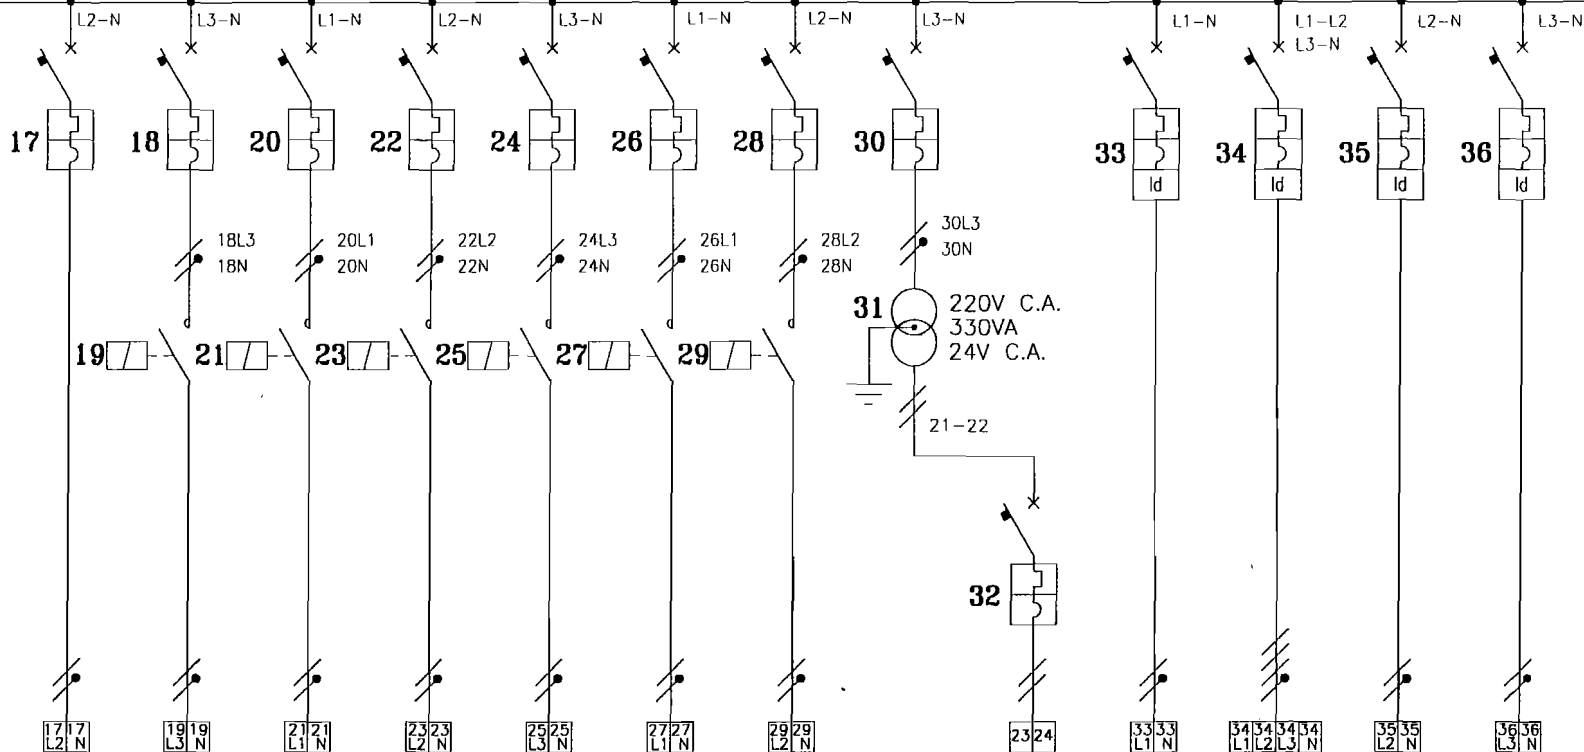 L2-N L3-N L1-N L2-N L3-N L1-N L2-N L3-N L1-N L1-L2 L2-N L3-N
L3-N
17 18 20 22 24 26 28 30 33 34 35 36
Id Id Id Id
30L3
30N
18L3 20L1 22L2 24L3 26L1 28L2
18N 20N 22N 24N 26N 28N
31 220V C.A.
330VA
24V C.A.
19 21 23 25 27 29
21-22
32
17 17 19 19 21 21 23 23 25 25 27 27 29 29 23 24 33 33 34 34 34 34 35 35 36 36
L2 N L3 N L1 N L2 N L3 N L1 N L2 N L1 N L1 L2 L3 N L2 N L3 N